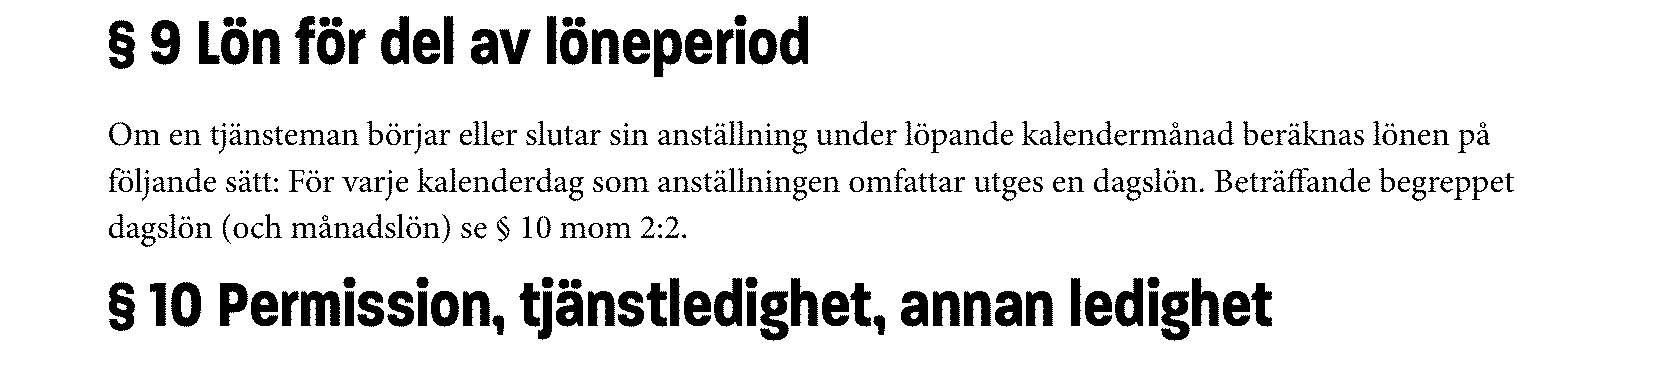 § 9 Lön för del av löneperiod
Om en tjänsteman börjar eller slutar sin anställning under löpande kalendermånad beräknas lönen på
följande sätt: För varje kalenderdag som anställningen omfattar utges en dagslön. Beträffande begreppet
dagslön (och månadslön) se § 10 mom 2:2.
§ 10 Permission, tjänstledighet, annan ledighet